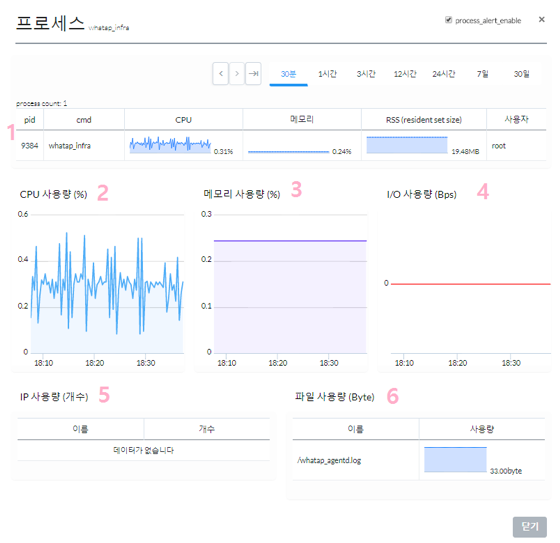 프로세스 whatap_infra
process_alert_enable ×
30분 1시간 3시간 12시간 24시간 7일 30일
process count: 1
pid cmd CPU 메모리 RSS (resident set size) 사용자
1 9384 whatap_infra 0.31% 0.24% 19.48MB root
CPU 사용량 (%) 2 메모리 사용량 (%) 3 I/O 사용량 (Bps) 4
0.6 0.3
0.4 0.2
0
0.2 0.1
0 0
18:10 18:20 18:30 18:10 18:20 18:30 18:10 18:20 18:30
IP 사용량 (개수) 5 파일 사용량 (Byte) 6
이름 개수 이름 사용량
데이터가 없습니다
/whatap_agentd.log 33.00byte
닫기